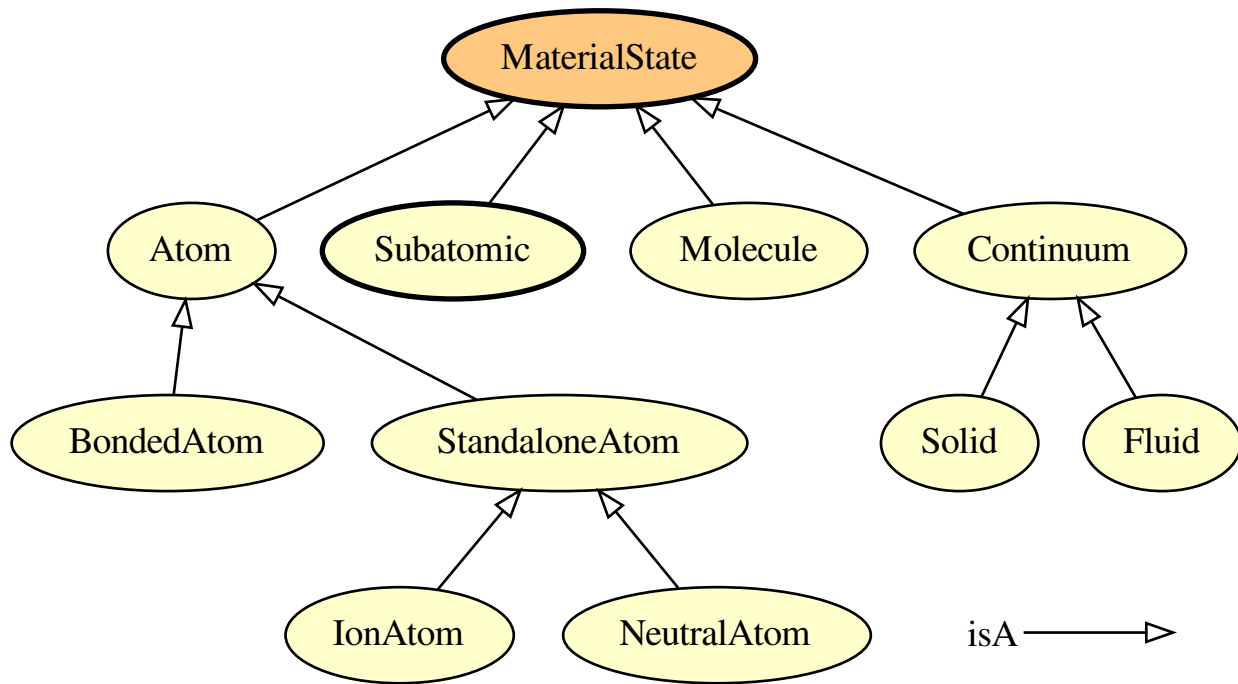 MaterialState
Atom
Subatomic
Molecule
Continuum
BondedAtom
StandaloneAtom
Solid
Fluid
IonAtom
NeutralAtom
isA